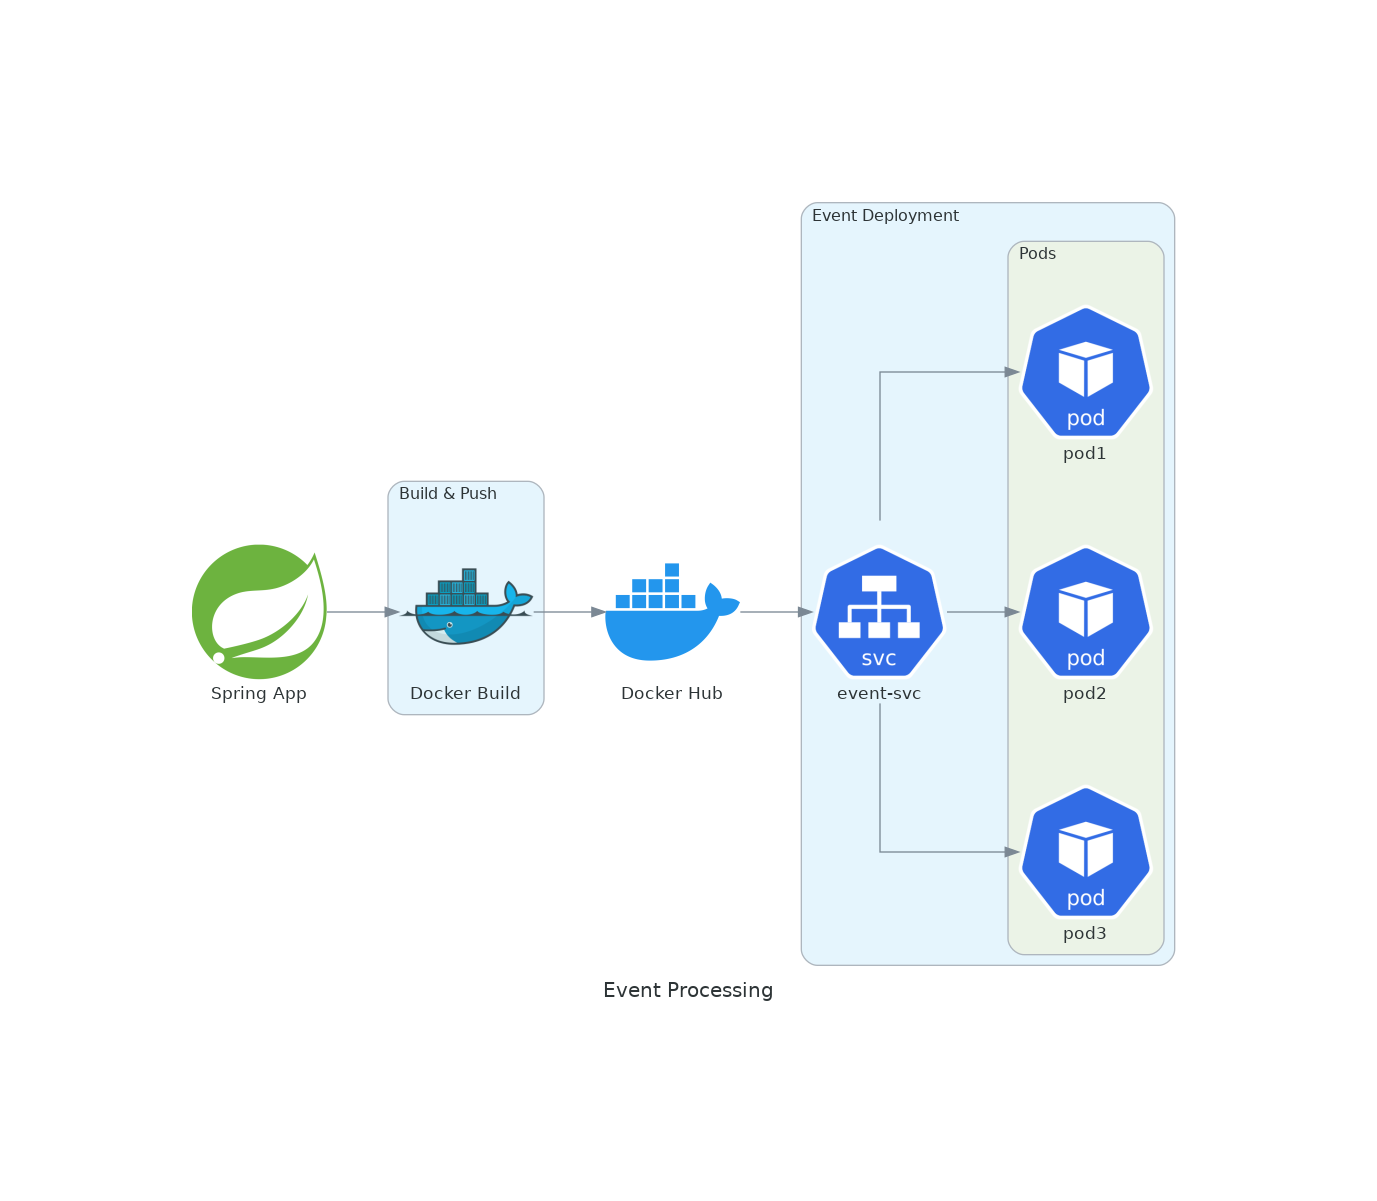 Event Deployment
Pods
pod
pod1
Build & Push
Spring App
Docker Build
Docker Hub
svc
event-svc
pod
pod2
pod
pod3
Event Processing